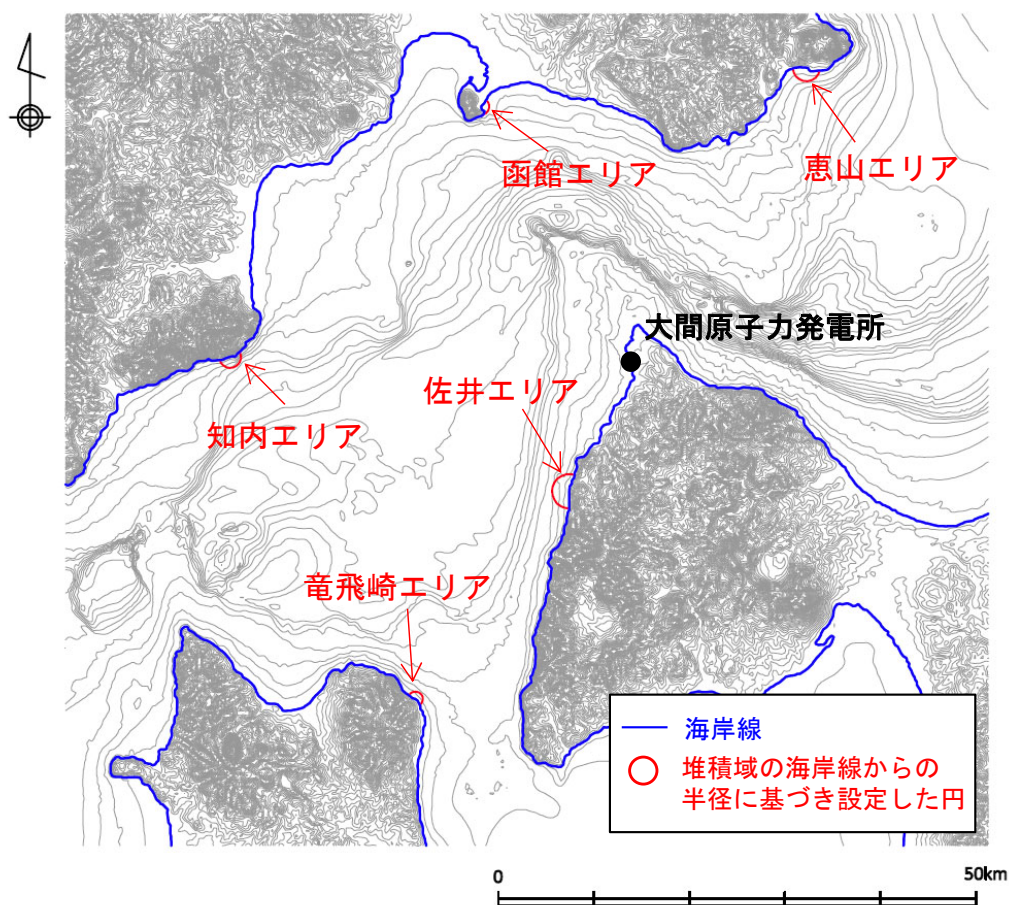 函館エリア
恵山エリア
大間原子力発電所
佐井エリア
知内エリア
竜飛崎エリア
海岸線
堆積域の海岸線からの
半径に基づき設定した円
0
50km